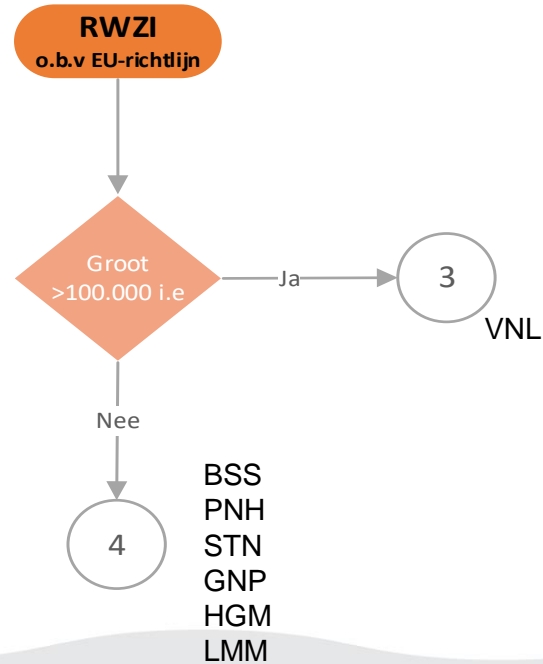 RWZI
o.b.v EU-richtlijn
Groot
>100.000 i.e
Ja
3
VNL
Nee
4
BSS
PNH
STN
GNP
HGM
LMM